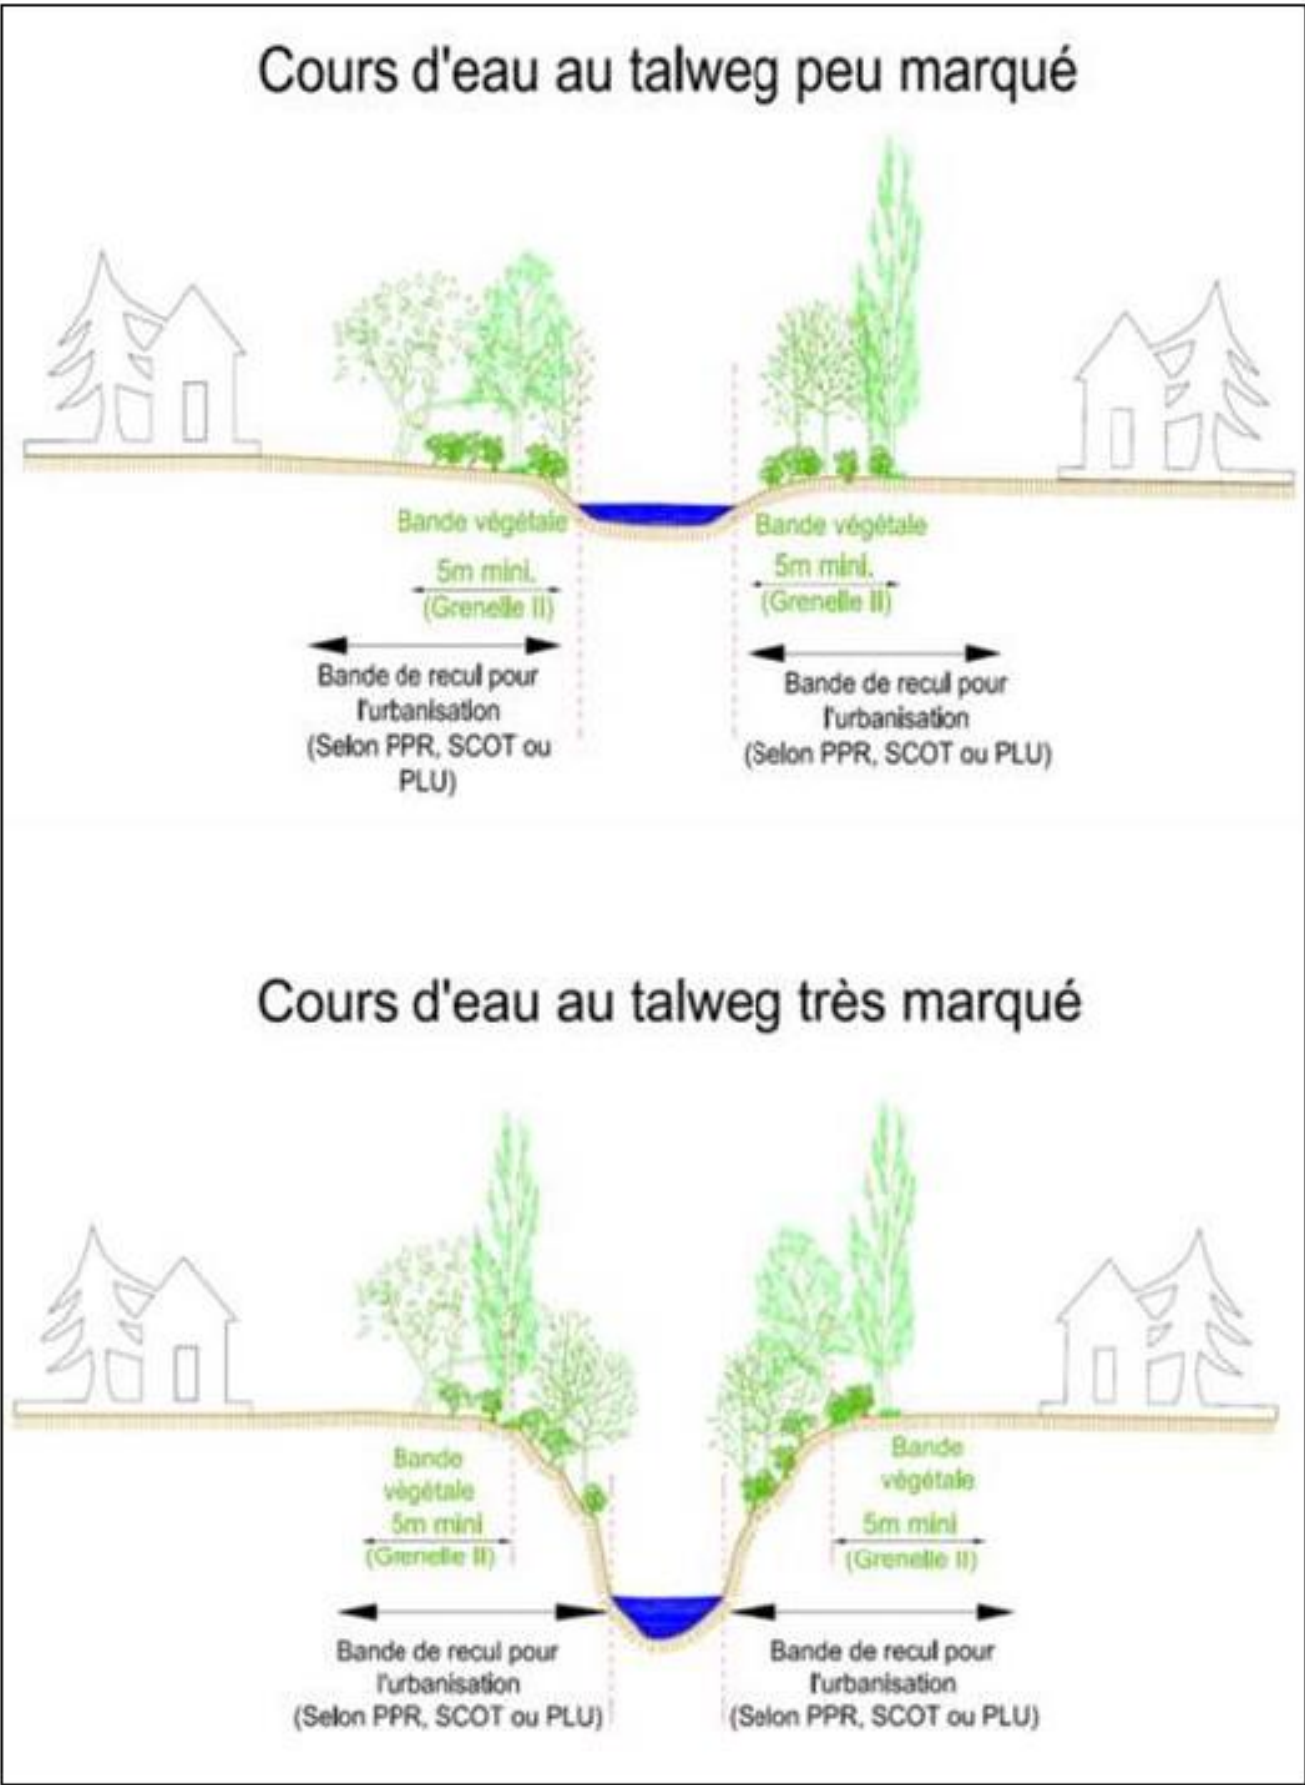 Cours d'eau au talweg peu marqué
Bande végétale
5m mini.
(Grenelle II)
Bande de recul pour
l'urbanisation
(Selon PPR, SCOT ou
PLU)
Bande végétale
5m mini.
(Grenelle II)
Bande de recul pour
l'urbanisation
(Selon PPR, SCOT ou PLU)
Cours d'eau au talweg très marqué
Bande
végétale
5m mini
(Grenelle II)
Bande de recul pour
l'urbanisation
(Selon PPR, SCOT ou PLU)
Bande
végétale
5m mini
(Grenelle II)
Bande de recul pour
l'urbanisation
(Selon PPR, SCOT ou PLU)